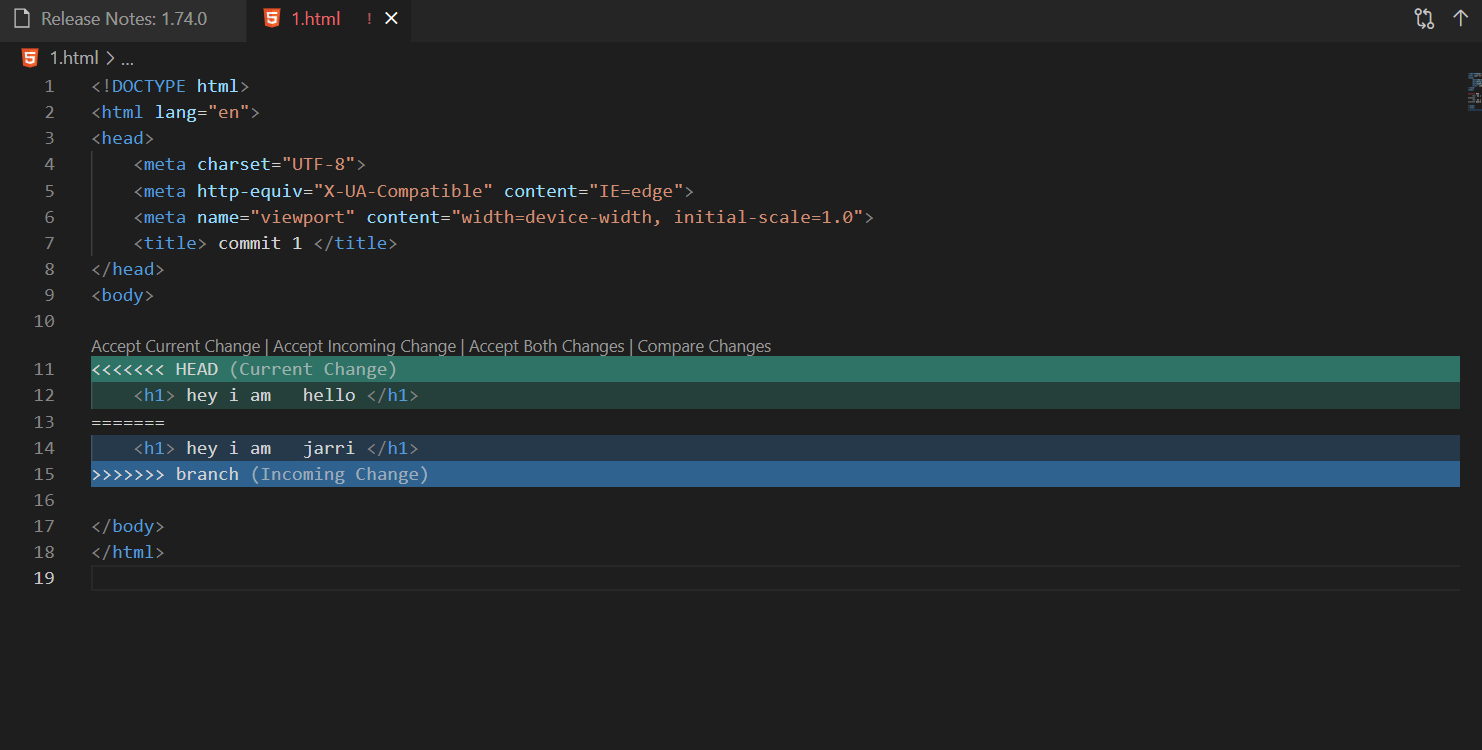 Release Notes: 1.74.0 1.html ! ×
1.html > ...
1 <!DOCTYPE html>
2 <html lang="en">
3 <head>
4     <meta charset="UTF-8">
5     <meta http-equiv="X-UA-Compatible" content="IE=edge">
6     <meta name="viewport" content="width=device-width, initial-scale=1.0">
7     <title> commit 1 </title>
8 </head>
9 <body>
10
Accept Current Change | Accept Incoming Change | Accept Both Changes | Compare Changes
11 <<<<<<< HEAD (Current Change)
12     <h1> hey i am   hello </h1>
13 =======
14     <h1> hey i am   jarri </h1>
15 >>>>>>> branch (Incoming Change)
16
17 </body>
18 </html>
19